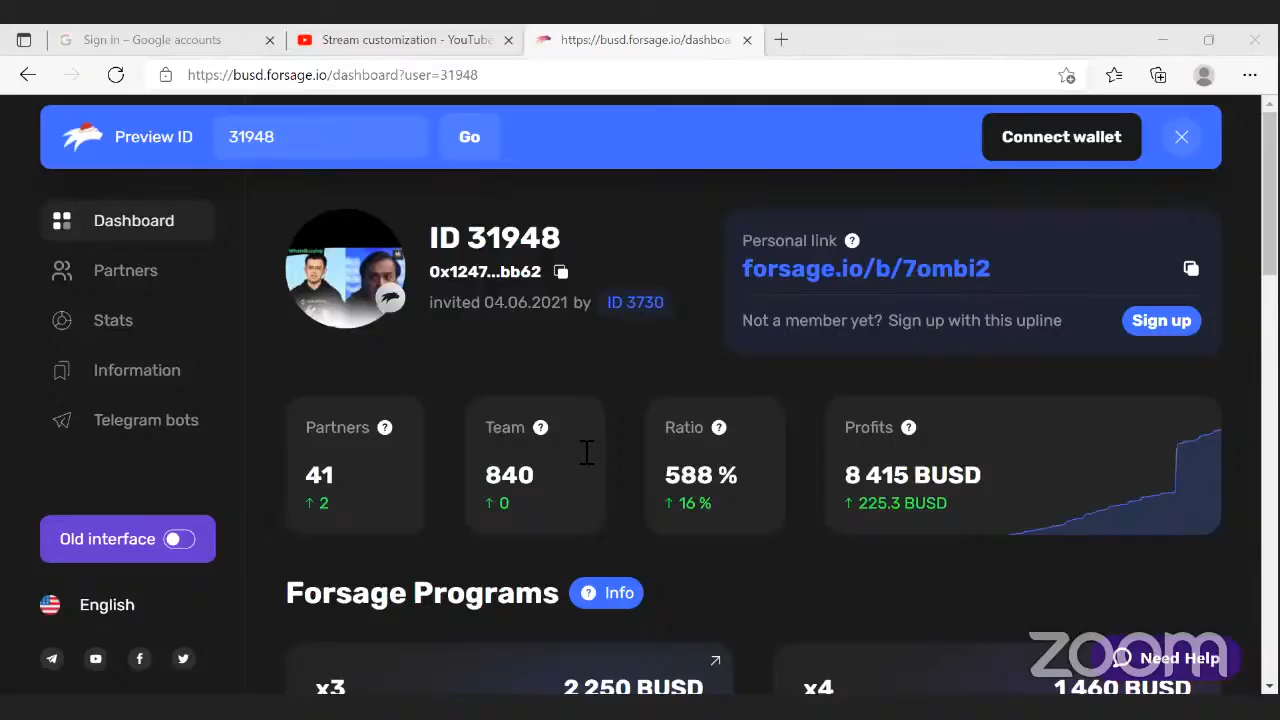 Sign in – Google accounts
Stream customization - YouTube
https://busd.forsage.io/dashboa
https://busd.forsage.io/dashboard?user=31948
Preview ID
31948
Go
Connect wallet
Dashboard
Partners
Stats
Information
Telegram bots
Old interface
English
ID 31948
0x1247...bb62
invited 04.06.2021 by ID 3730
Personal link ?
forsage.io/b/7ombi2
Not a member yet? Sign up with this upline
Sign up
Partners ?
41
↑ 2
Team ?
840
↑ 0
Ratio ?
588 %
↑ 16 %
Profits ?
8 415 BUSD
↑ 225.3 BUSD
Forsage Programs
? Info
x3
2 250 BUSD
x4
1 460 BUSD
zoom
Need Help